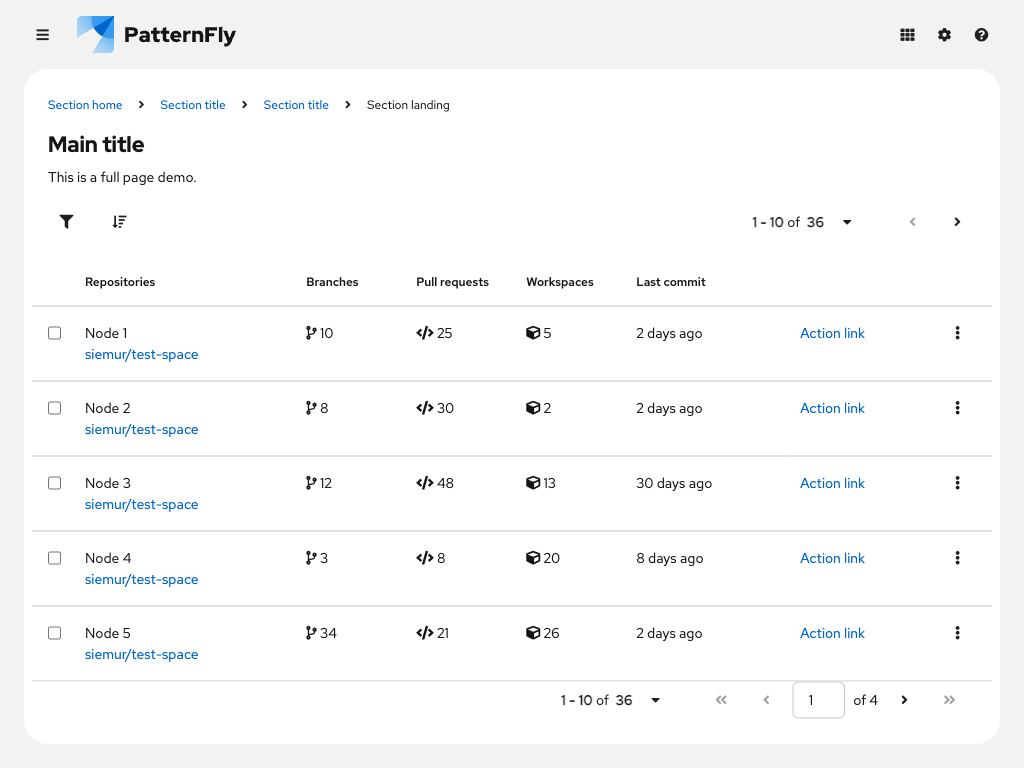 PatternFly
Section home Section title Section title Section landing
Main title
This is a full page demo.
1 - 10 of 36
Repositories Branches Pull requests Workspaces Last commit
Node 1 10 25 5 2 days ago Action link
siemur/test-space
Node 2 8 30 2 2 days ago Action link
siemur/test-space
Node 3 12 48 13 30 days ago Action link
siemur/test-space
Node 4 3 8 20 8 days ago Action link
siemur/test-space
Node 5 34 21 26 2 days ago Action link
siemur/test-space
1 - 10 of 36 1 of 4